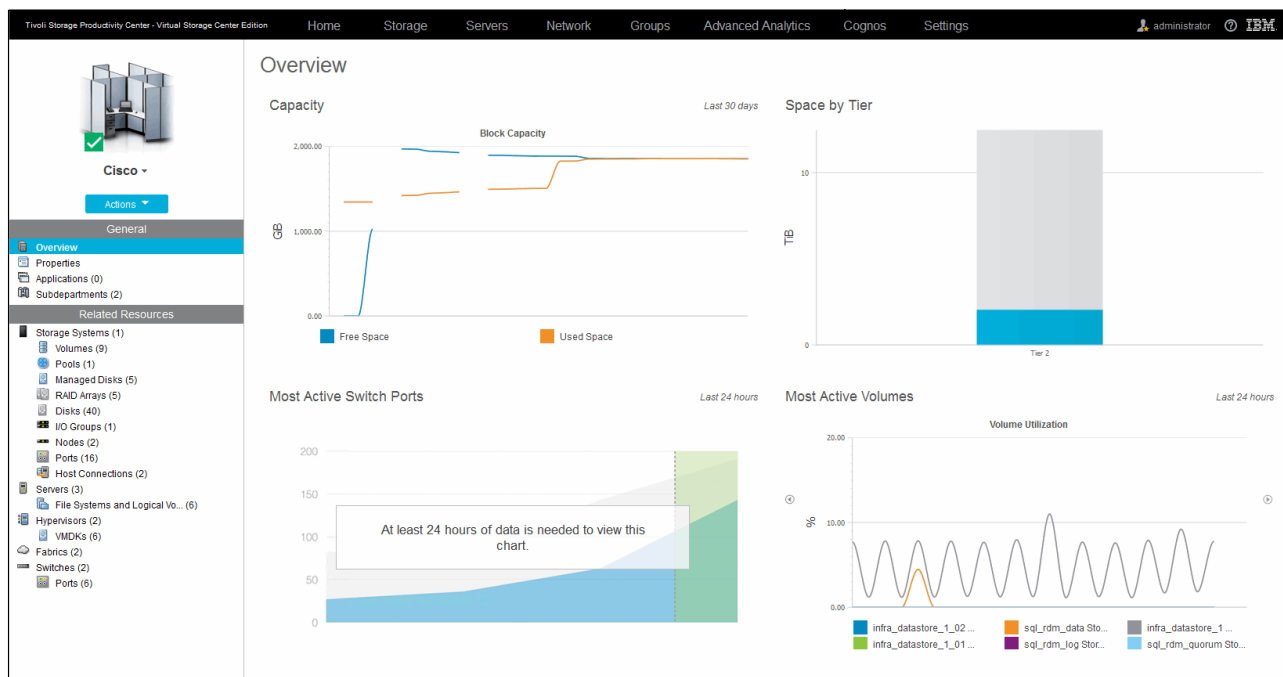 Tivoli Storage Productivity Center - Virtual Storage Center Edition
Home Storage Servers Network Groups Advanced Analytics Cognos Settings
administrator ? IBM
Cisco
Actions
General
Overview
Properties
Applications (0)
Subdepartments (2)
Related Resources
Storage Systems (1)
Volumes (9)
Pools (1)
Managed Disks (5)
RAID Arrays (5)
Disks (40)
I/O Groups (1)
Nodes (2)
Ports (16)
Host Connections (2)
Servers (3)
File Systems and Logical Vo... (6)
Hypervisors (2)
VMDKs (6)
Fabrics (2)
Switches (2)
Ports (6)
Overview
Capacity Last 30 days
Block Capacity
2,000.00
1,000.00
0.00
GB
Free Space Used Space
Space by Tier
10
0
TiB
Tier 2
Most Active Switch Ports Last 24 hours
200
150
100
50
0
At least 24 hours of data is needed to view this
chart.
Most Active Volumes Last 24 hours
Volume Utilization
20.00
10.00
0.00
%
infra_datastore_1_02 ... sql_rdm_data Sto... infra_datastore_1 ...
infra_datastore_1_01 ... sql_rdm_log Stor... sql_rdm_quorum Sto...